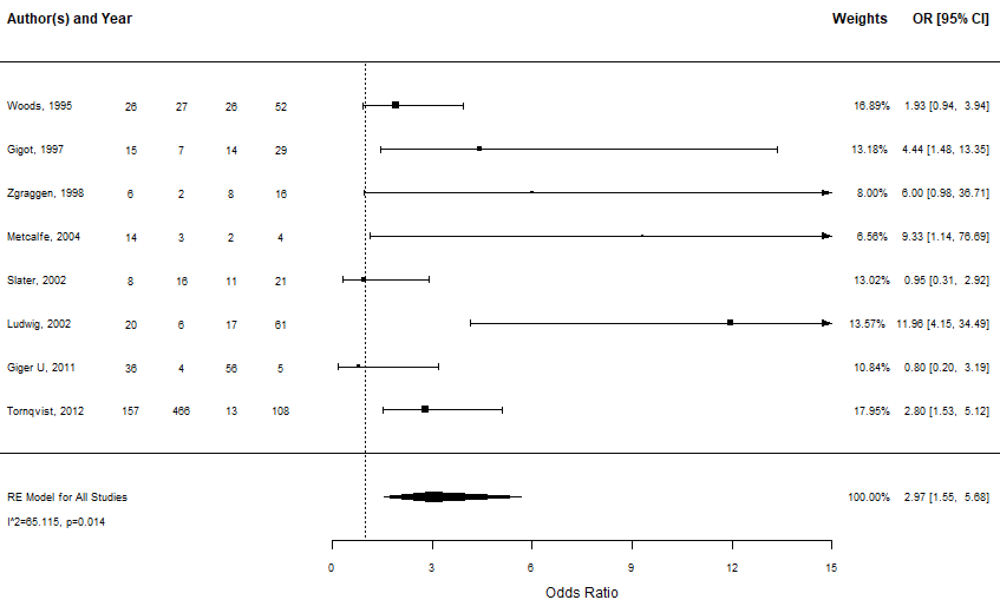 Author(s) and Year Weights OR [95% CI]
Woods, 1995 26 27 26 52 16.89% 1.93 [0.94, 3.94]
Gigot, 1997 15 7 14 29 13.18% 4.44 [1.48, 13.35]
Zgraggen, 1998 6 2 8 16 8.00% 6.00 [0.98, 36.71]
Metcalfe, 2004 14 3 2 4 6.56% 9.33 [1.14, 76.69]
Slater, 2002 8 16 11 21 13.02% 0.95 [0.31, 2.92]
Ludwig, 2002 20 6 17 61 13.57% 11.96 [4.15, 34.49]
Giger U, 2011 36 4 56 5 10.84% 0.80 [0.20, 3.19]
Tornqvist, 2012 157 466 13 108 17.95% 2.80 [1.53, 5.12]
RE Model for All Studies 100.00% 2.97 [1.55, 5.68]
I^2=65.115, p=0.014
0 3 6 9 12 15
Odds Ratio